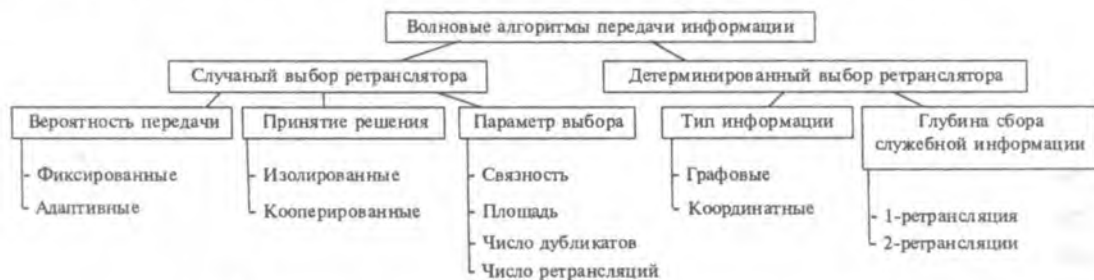 Волновые алгоритмы передачи информации
Случаный выбор ретранслятора
Детерминированный выбор ретранслятора
Вероятность передачи
Принятие решения
Параметр выбора
Тип информации
Глубина сбора
служебной информации
Фиксированные
Адаптивные
Изолированные
Кооперированные
Связность
Площадь
Число дубликатов
Число ретрансляций
Графовые
Координатные
1-ретрансляция
2-ретрансляции